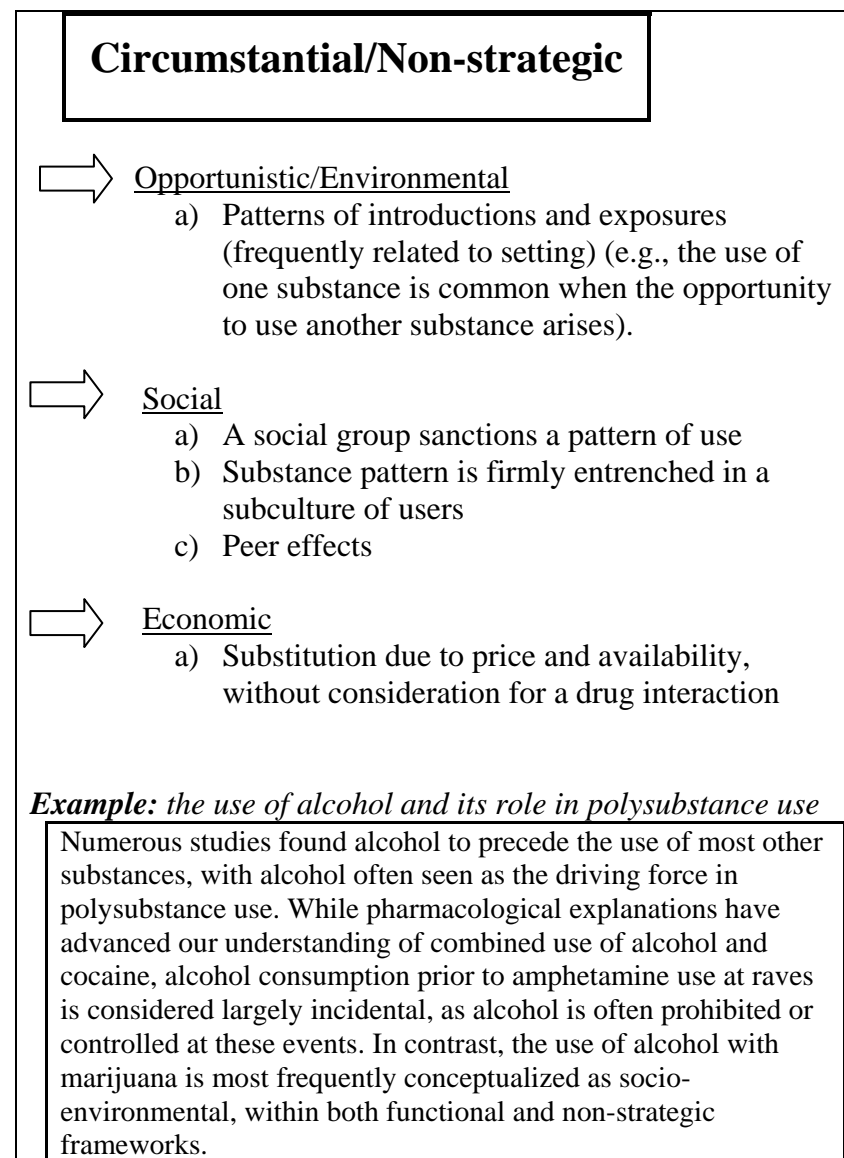 Circumstantial/Non-strategic
Opportunistic/Environmental
a) Patterns of introductions and exposures
(frequently related to setting) (e.g., the use of
one substance is common when the opportunity
to use another substance arises).
Social
a) A social group sanctions a pattern of use
b) Substance pattern is firmly entrenched in a
subculture of users
c) Peer effects
Economic
a) Substitution due to price and availability,
without consideration for a drug interaction
Example: the use of alcohol and its role in polysubstance use
Numerous studies found alcohol to precede the use of most other
substances, with alcohol often seen as the driving force in
polysubstance use. While pharmacological explanations have
advanced our understanding of combined use of alcohol and
cocaine, alcohol consumption prior to amphetamine use at raves
is considered largely incidental, as alcohol is often prohibited or
controlled at these events. In contrast, the use of alcohol with
marijuana is most frequently conceptualized as socio-
environmental, within both functional and non-strategic
frameworks.